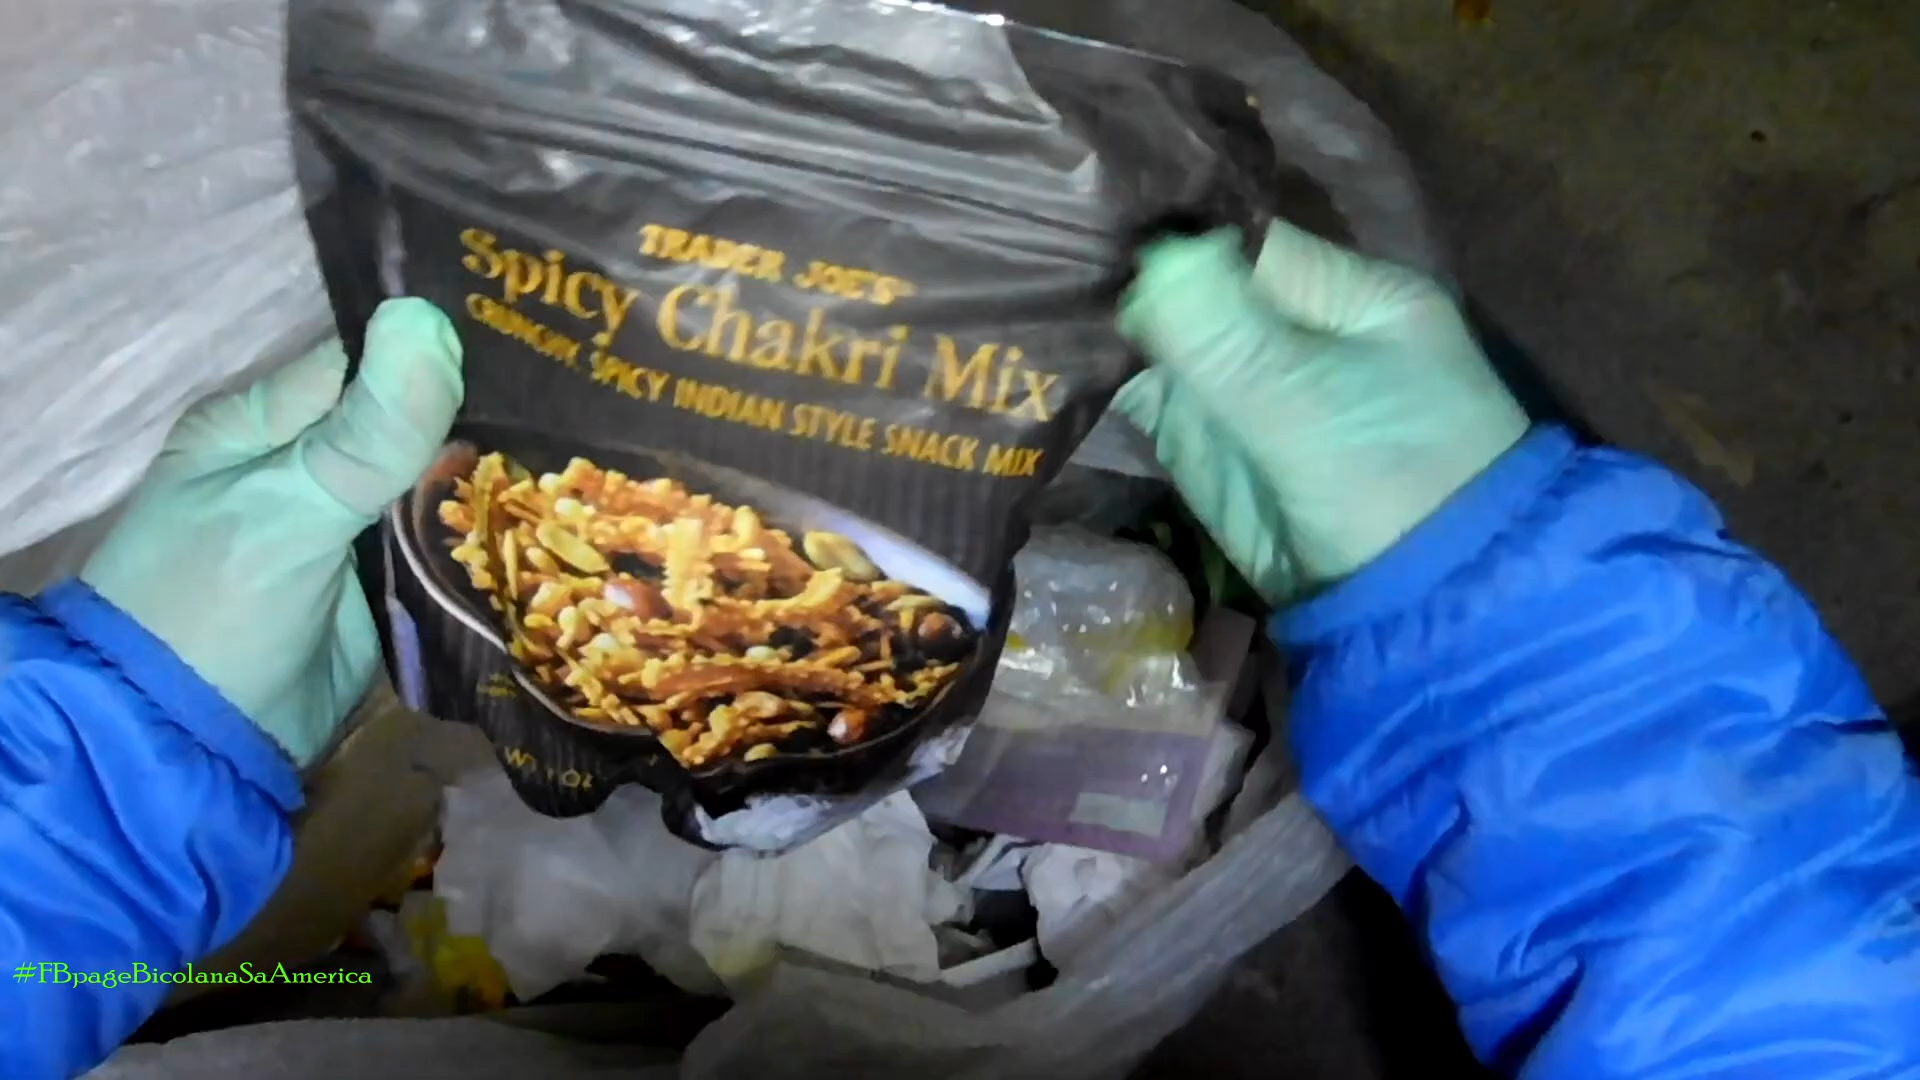 TRADER JOE'S
Spicy Chakri Mix
CRUNCHY, SPICY INDIAN STYLE SNACK MIX
#FBpageBicolanaSaAmerica